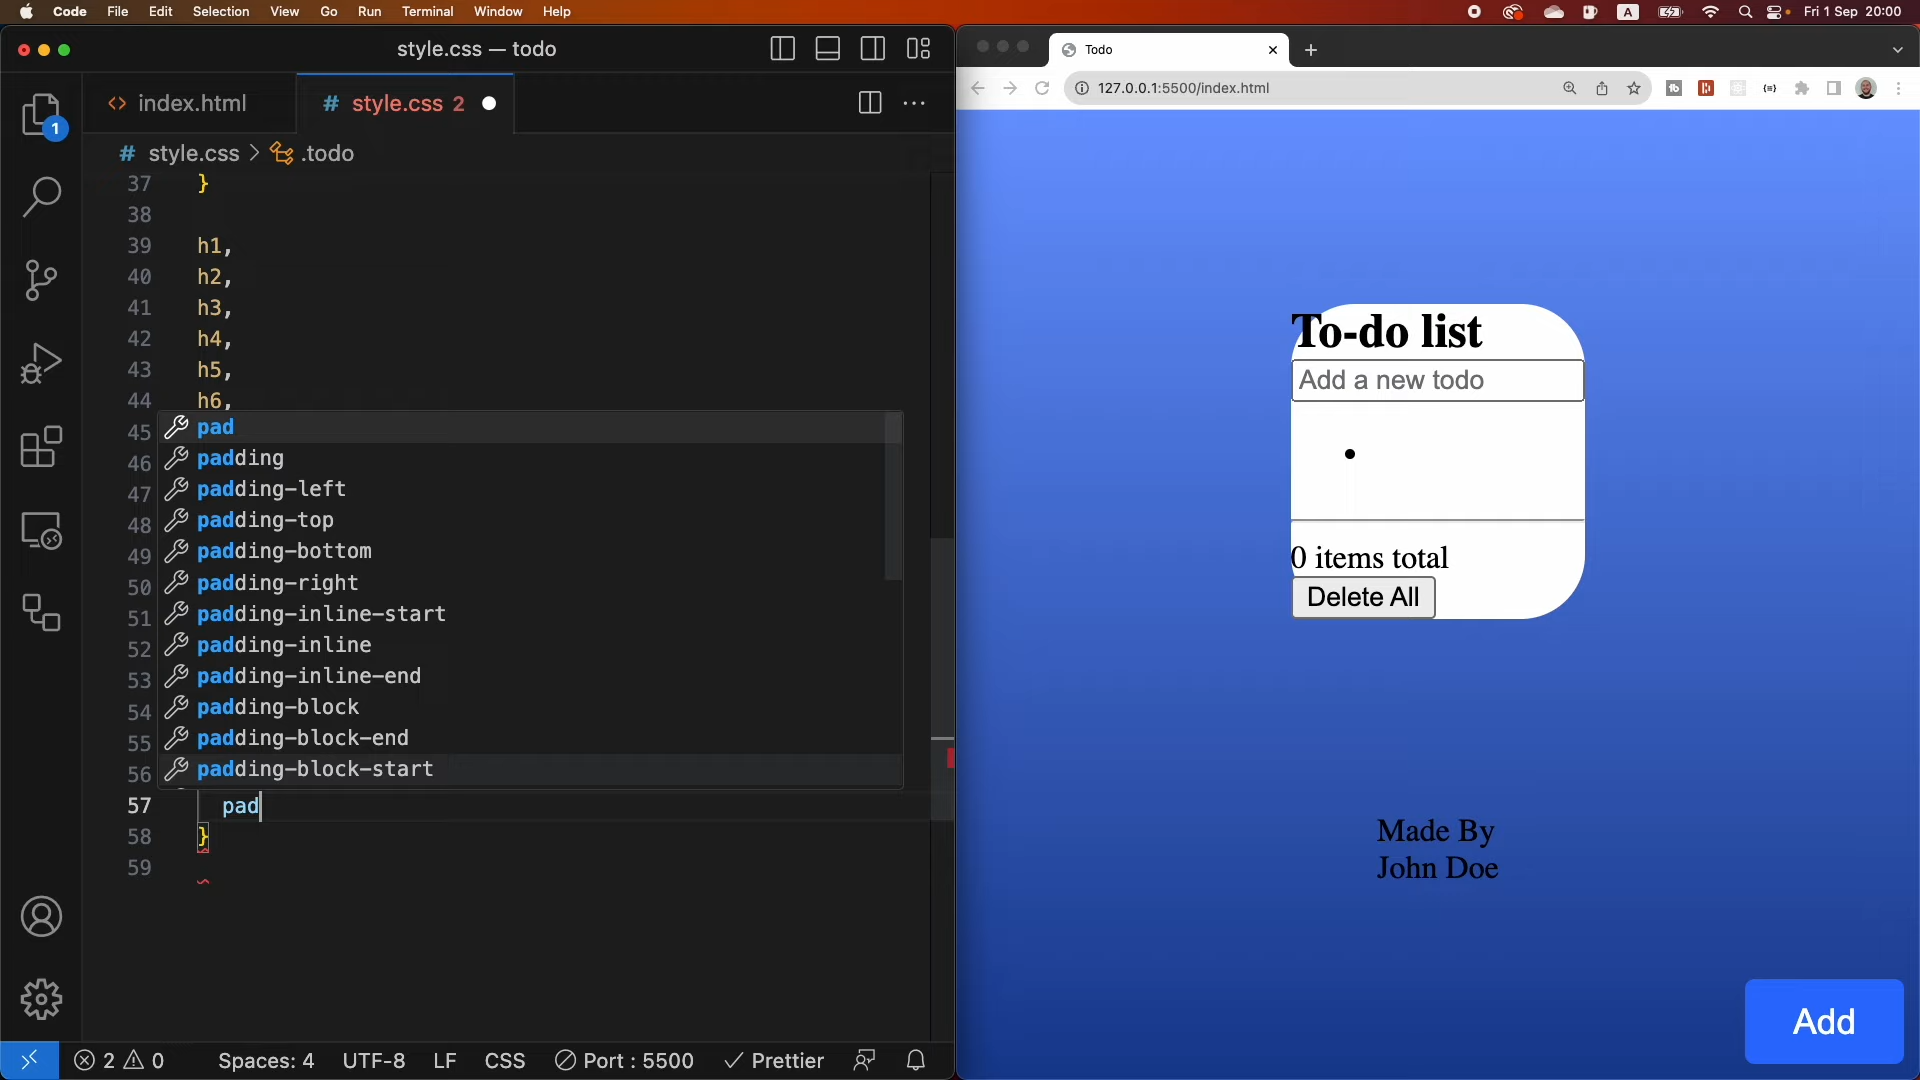 Code File Edit Selection View Go Run Terminal Window Help
A Fri 1 Sep 20:00
style.css — todo
index.html
# style.css 2
# style.css > .todo
37 }
38
39 h1,
40 h2,
41 h3,
42 h4,
43 h5,
44 h6,
45 pad
46 padding
47 padding-left
48 padding-top
49 padding-bottom
50 padding-right
51 padding-inline-start
52 padding-inline
53 padding-inline-end
54 padding-block
55 padding-block-end
56 padding-block-start
57 pad
58 }
59
1
2 0 Spaces: 4 UTF-8 LF CSS Port : 5500 Prettier
Todo
127.0.0.1:5500/index.html
To-do list
Add a new todo
0 items total
Delete All
Made By
John Doe
Add